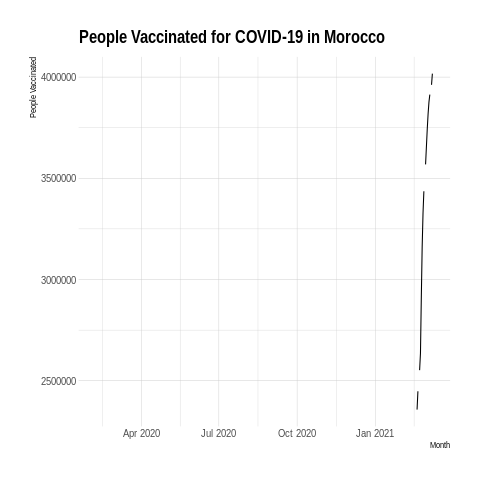 People Vaccinated for COVID-19 in Morocco
People Vaccinated
4000000
3500000
3000000
2500000
Apr 2020 Jul 2020 Oct 2020 Jan 2021
Month